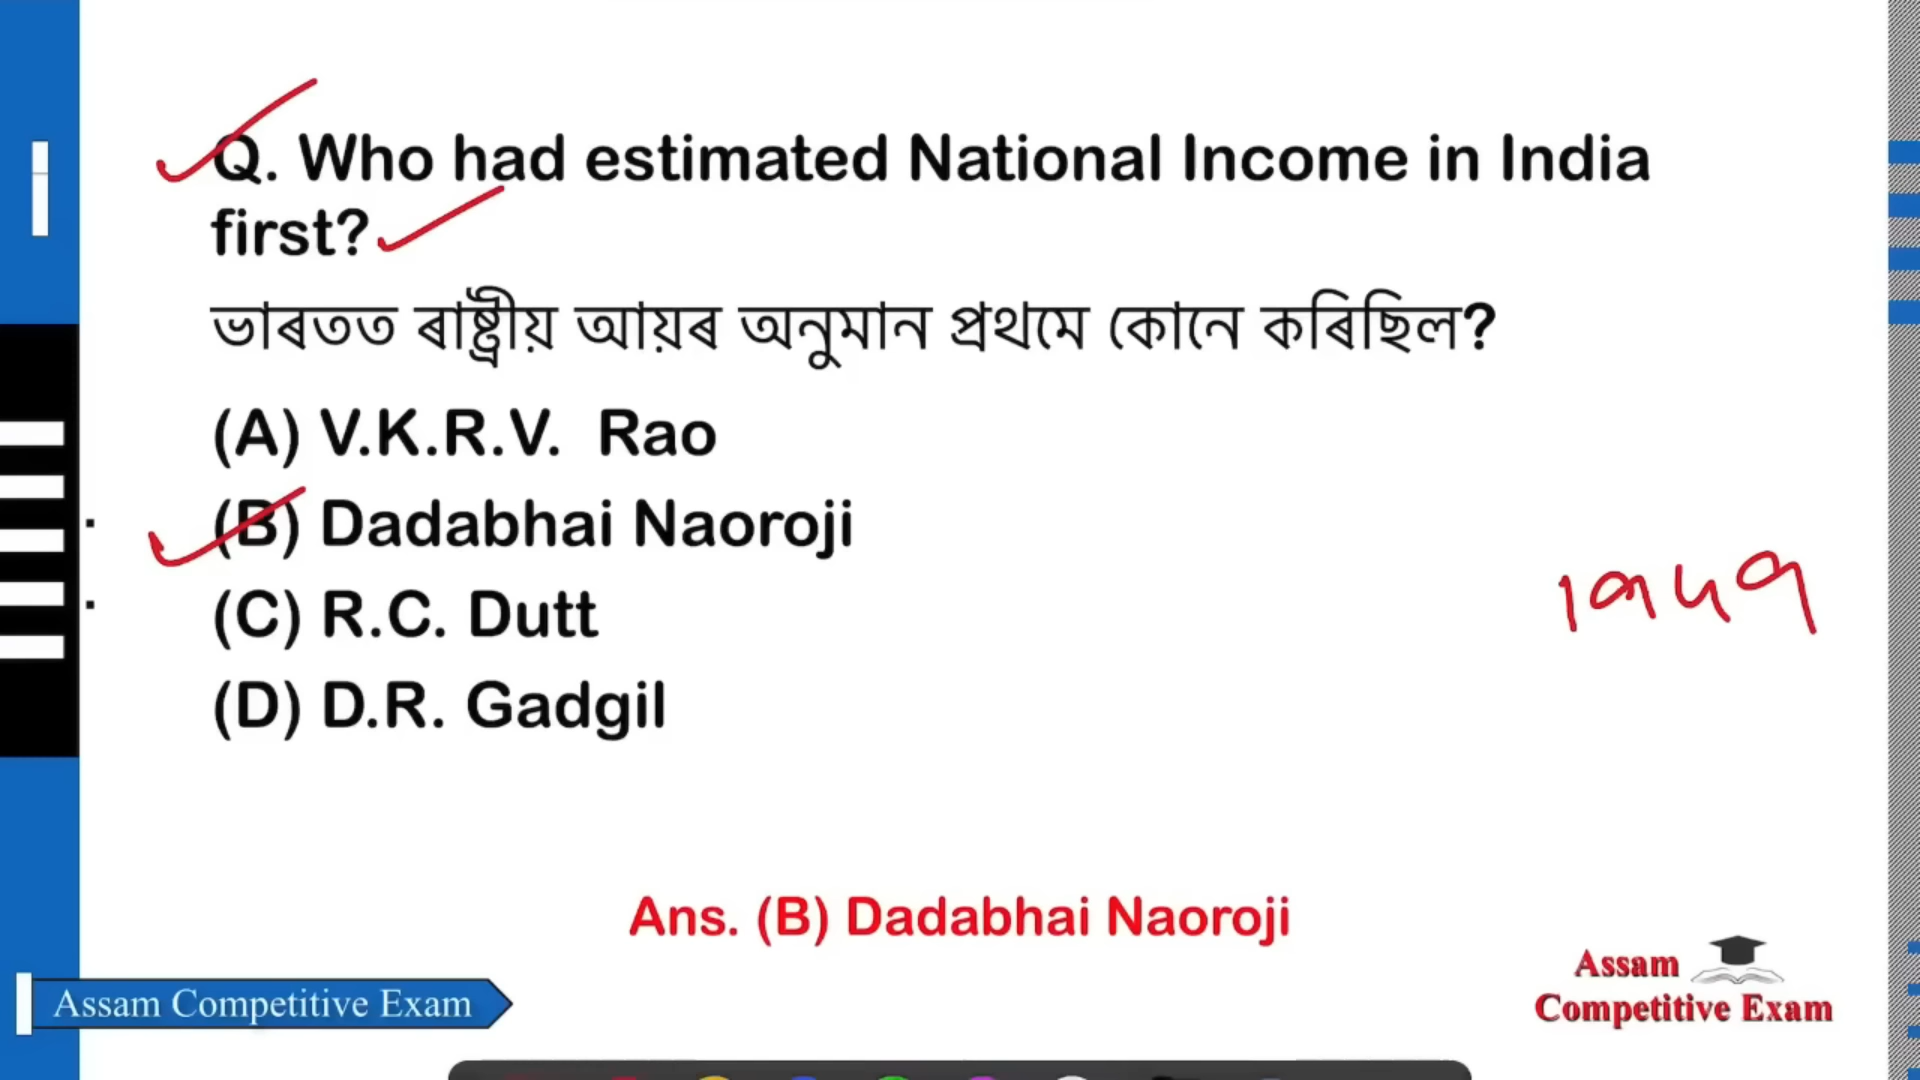 Q. Who had estimated National Income in India
first?
ভাৰতত ৰাষ্ট্ৰীয় আয়ৰ অনুমান প্ৰথমে কোনে কৰিছিল?
(A) V.K.R.V. Rao
(B) Dadabhai Naoroji
(C) R.C. Dutt
(D) D.R. Gadgil
Ans. (B) Dadabhai Naoroji
Assam Competitive Exam
Assam
Competitive Exam